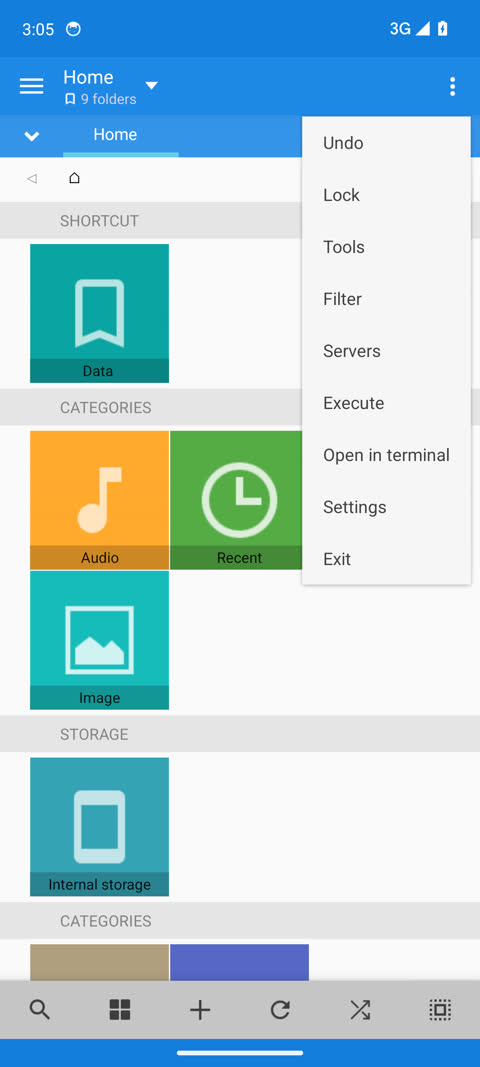 3:05
3G
Home
9 folders
Home
Undo
Lock
Tools
Filter
Servers
Execute
Open in terminal
Settings
Exit
SHORTCUT
Data
CATEGORIES
Audio
Recent
Image
STORAGE
Internal storage
CATEGORIES